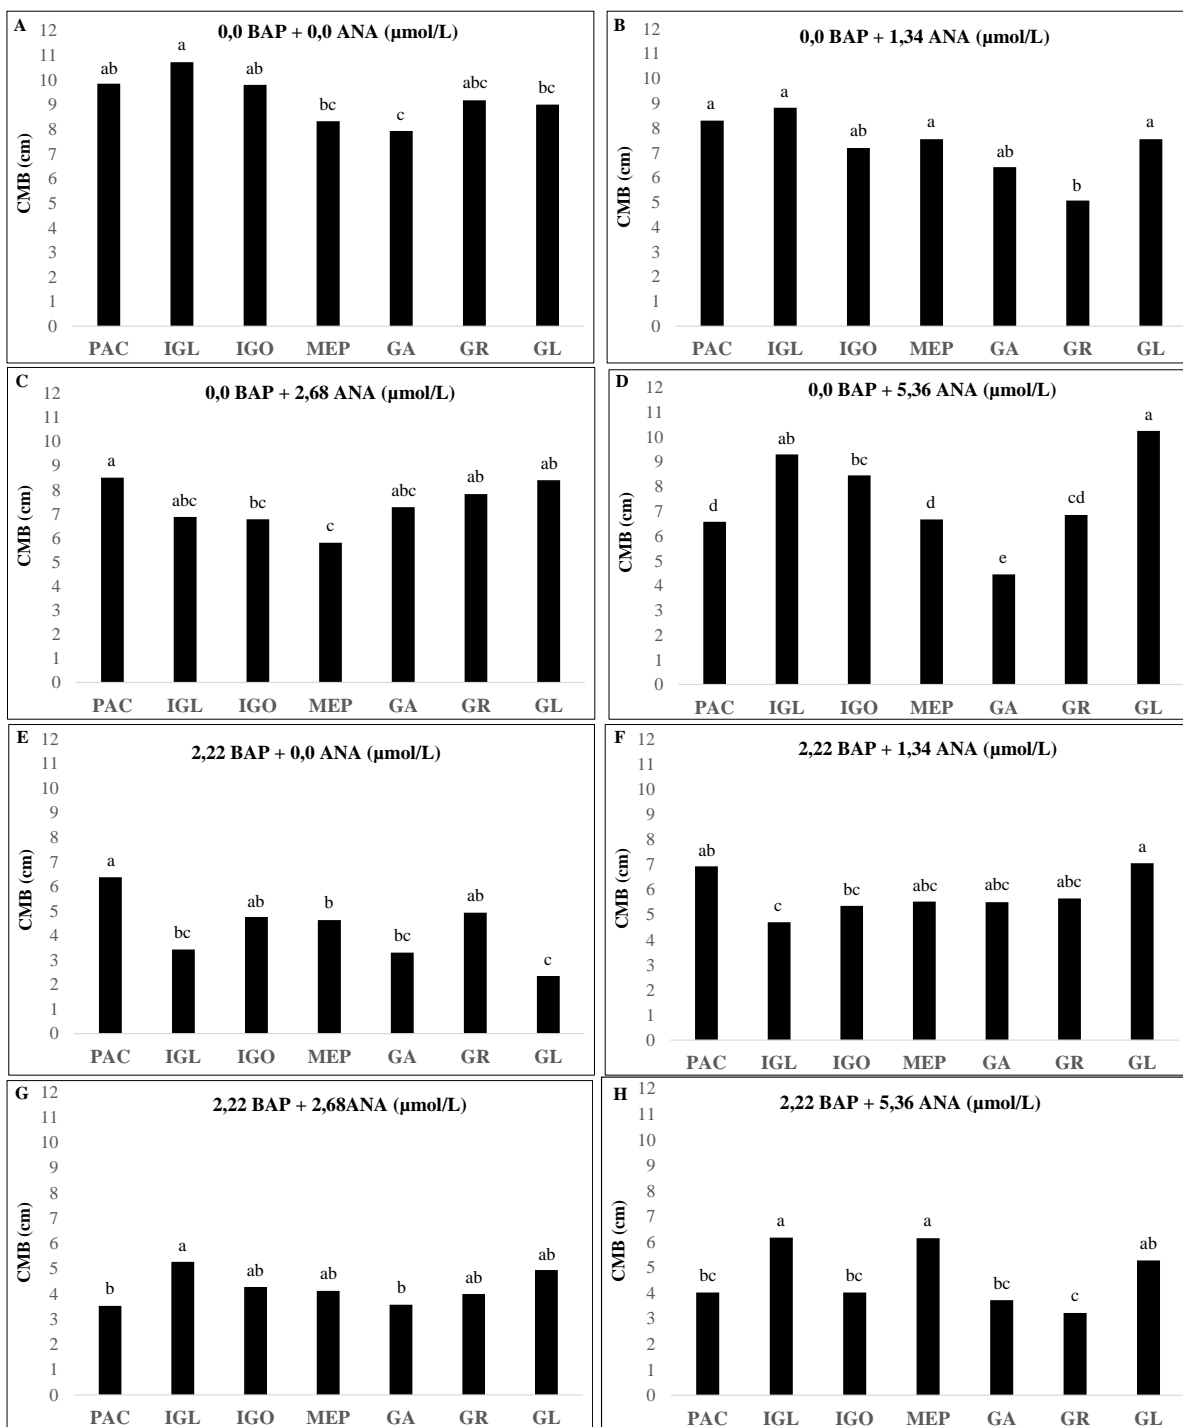 A
0,0 BAP + 0,0 ANA (µmol/L)
CMB (cm)
12
11
10
9
8
7
6
5
4
3
2
1
0
ab a ab bc c abc bc
PAC IGL IGO MEP GA GR GL
B
0,0 BAP + 1,34 ANA (µmol/L)
CMB (cm)
12
11
10
9
8
7
6
5
4
3
2
1
0
a a ab a ab b a
PAC IGL IGO MEP GA GR GL
C
0,0 BAP + 2,68 ANA (µmol/L)
CMB (cm)
12
11
10
9
8
7
6
5
4
3
2
1
0
a abc bc c abc ab ab
PAC IGL IGO MEP GA GR GL
D
0,0 BAP + 5,36 ANA (µmol/L)
CMB (cm)
12
11
10
9
8
7
6
5
4
3
2
1
0
d ab bc d e cd a
PAC IGL IGO MEP GA GR GL
E
2,22 BAP + 0,0 ANA (µmol/L)
CMB (cm)
12
11
10
9
8
7
6
5
4
3
2
1
0
a bc ab b bc ab c
PAC IGL IGO MEP GA GR GL
F
2,22 BAP + 1,34 ANA (µmol/L)
CMB (cm)
12
11
10
9
8
7
6
5
4
3
2
1
0
ab c bc abc abc abc a
PAC IGL IGO MEP GA GR GL
G
2,22 BAP + 2,68ANA (µmol/L)
CMB (cm)
12
11
10
9
8
7
6
5
4
3
2
1
0
b a ab ab b ab ab
PAC IGL IGO MEP GA GR GL
H
2,22 BAP + 5,36 ANA (µmol/L)
CMB (cm)
12
11
10
9
8
7
6
5
4
3
2
1
0
bc a bc a bc c ab
PAC IGL IGO MEP GA GR GL